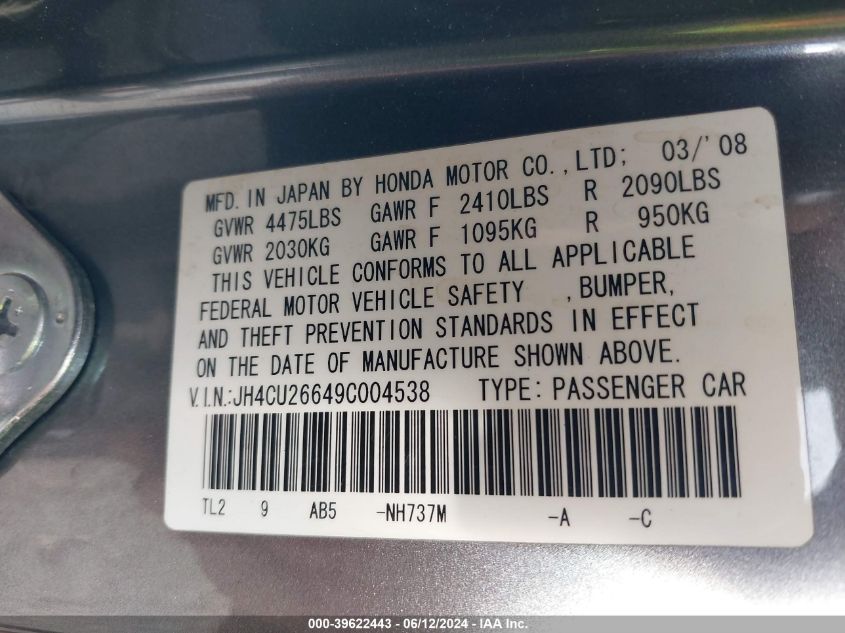 MFD. IN JAPAN BY HONDA MOTOR CO.,LTD; 03/'08
GVWR 4475LBS GAWR F 2410LBS R 2090LBS
GVWR 2030KG GAWR F 1095KG R 950KG
THIS VEHICLE CONFORMS TO ALL APPLICABLE
FEDERAL MOTOR VEHICLE SAFETY ,BUMPER,
AND THEFT PREVENTION STANDARDS IN EFFECT
ON THE DATE OF MANUFACTURE SHOWN ABOVE.
V.I.N.:JH4CU26649C004538 TYPE: PASSENGER CAR
TL2 9 AB5 -NH737M -A -C
000-39622443 - 06/12/2024 - IAA Inc.